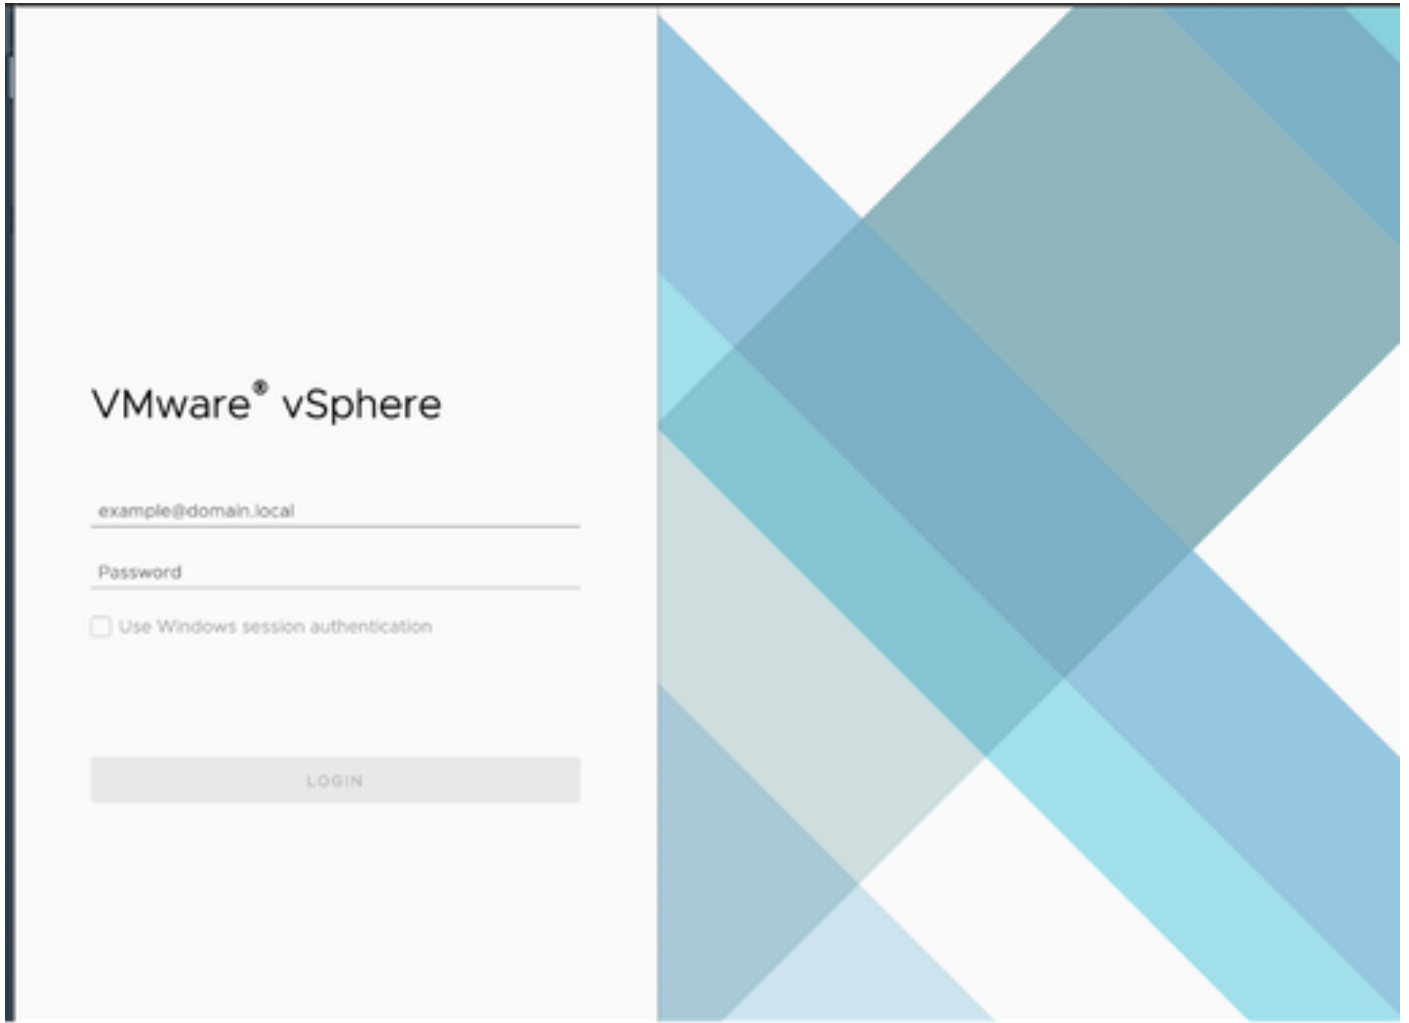 VMware® vSphere
example@domain.local
Password
Use Windows session authentication
LOGIN